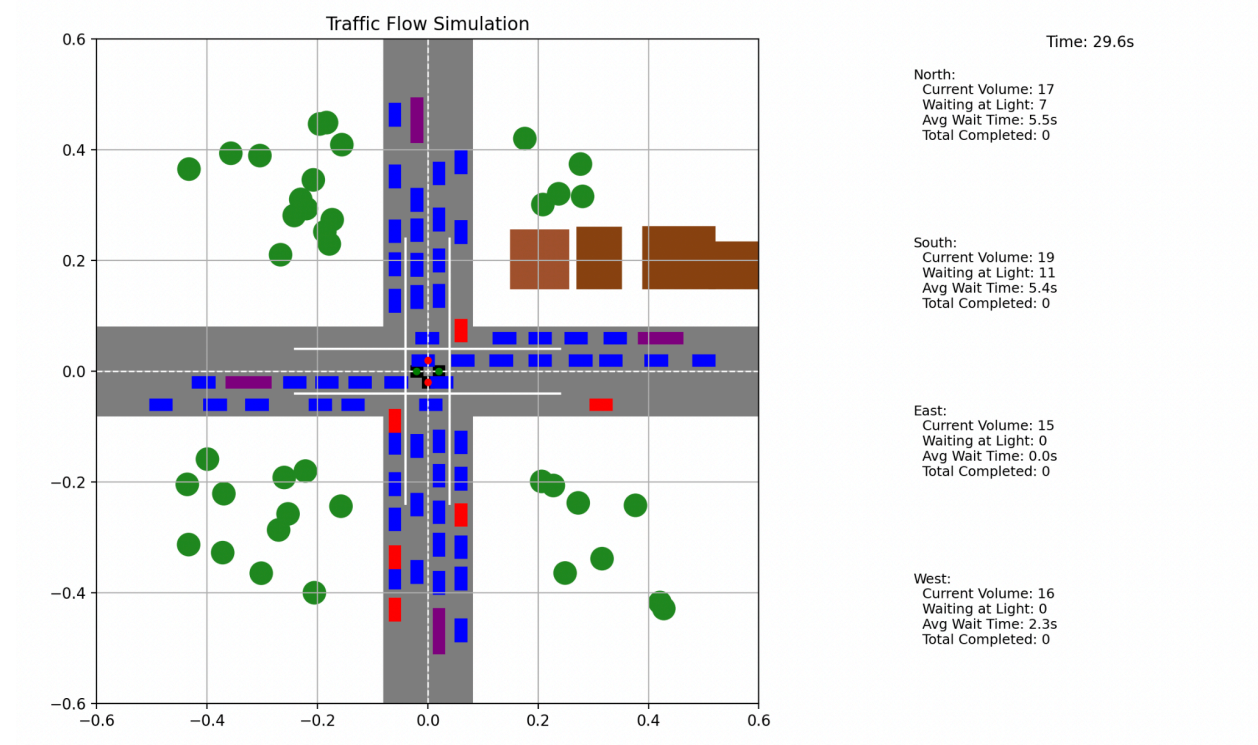 Traffic Flow Simulation
Time: 29.6s
0.6
0.4
0.2
0.0
−0.2
−0.4
−0.6
−0.6
−0.4
−0.2
0.0
0.2
0.4
0.6
North:
Current Volume: 17
Waiting at Light: 7
Avg Wait Time: 5.5s
Total Completed: 0
South:
Current Volume: 19
Waiting at Light: 11
Avg Wait Time: 5.4s
Total Completed: 0
East:
Current Volume: 15
Waiting at Light: 0
Avg Wait Time: 0.0s
Total Completed: 0
West:
Current Volume: 16
Waiting at Light: 0
Avg Wait Time: 2.3s
Total Completed: 0